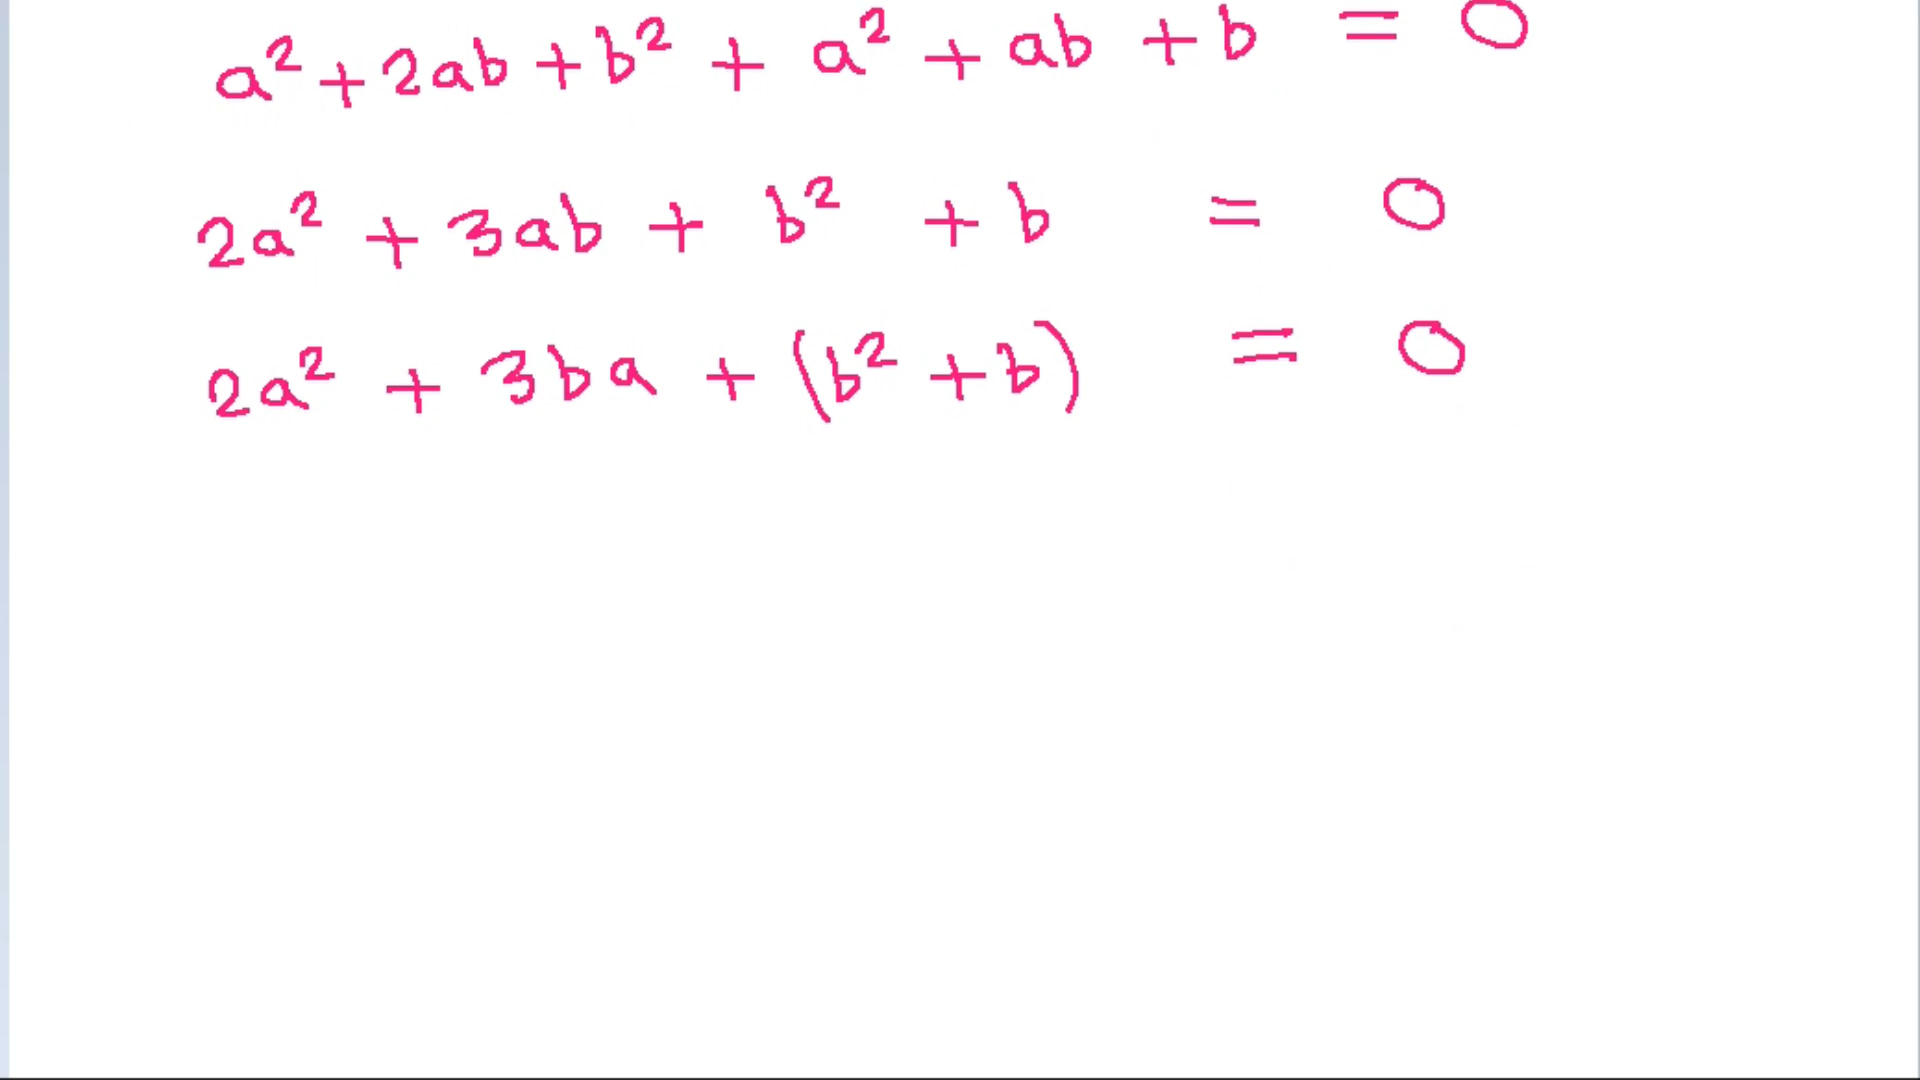 a² + 2ab + b² + a² + ab + b = 0
2a² + 3ab + b² + b = 0
2a² + 3ba + (b² + b) = 0